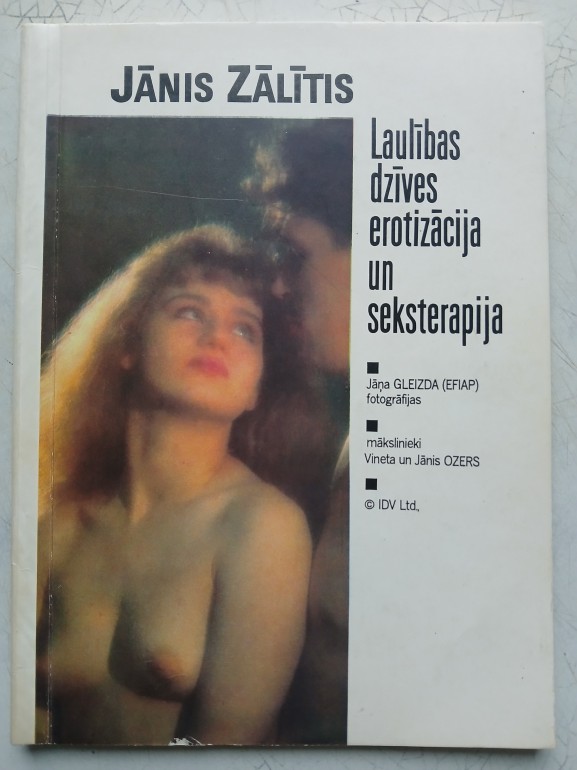 JĀNIS ZĀLĪTIS
Laulības
dzīves
erotizācija
un
seksterapija
Jāņa GLEIZDA (EFIAP)
fotogrāfijas
mākslinieki
Vineta un Jānis OZERS
© IDV Ltd.,